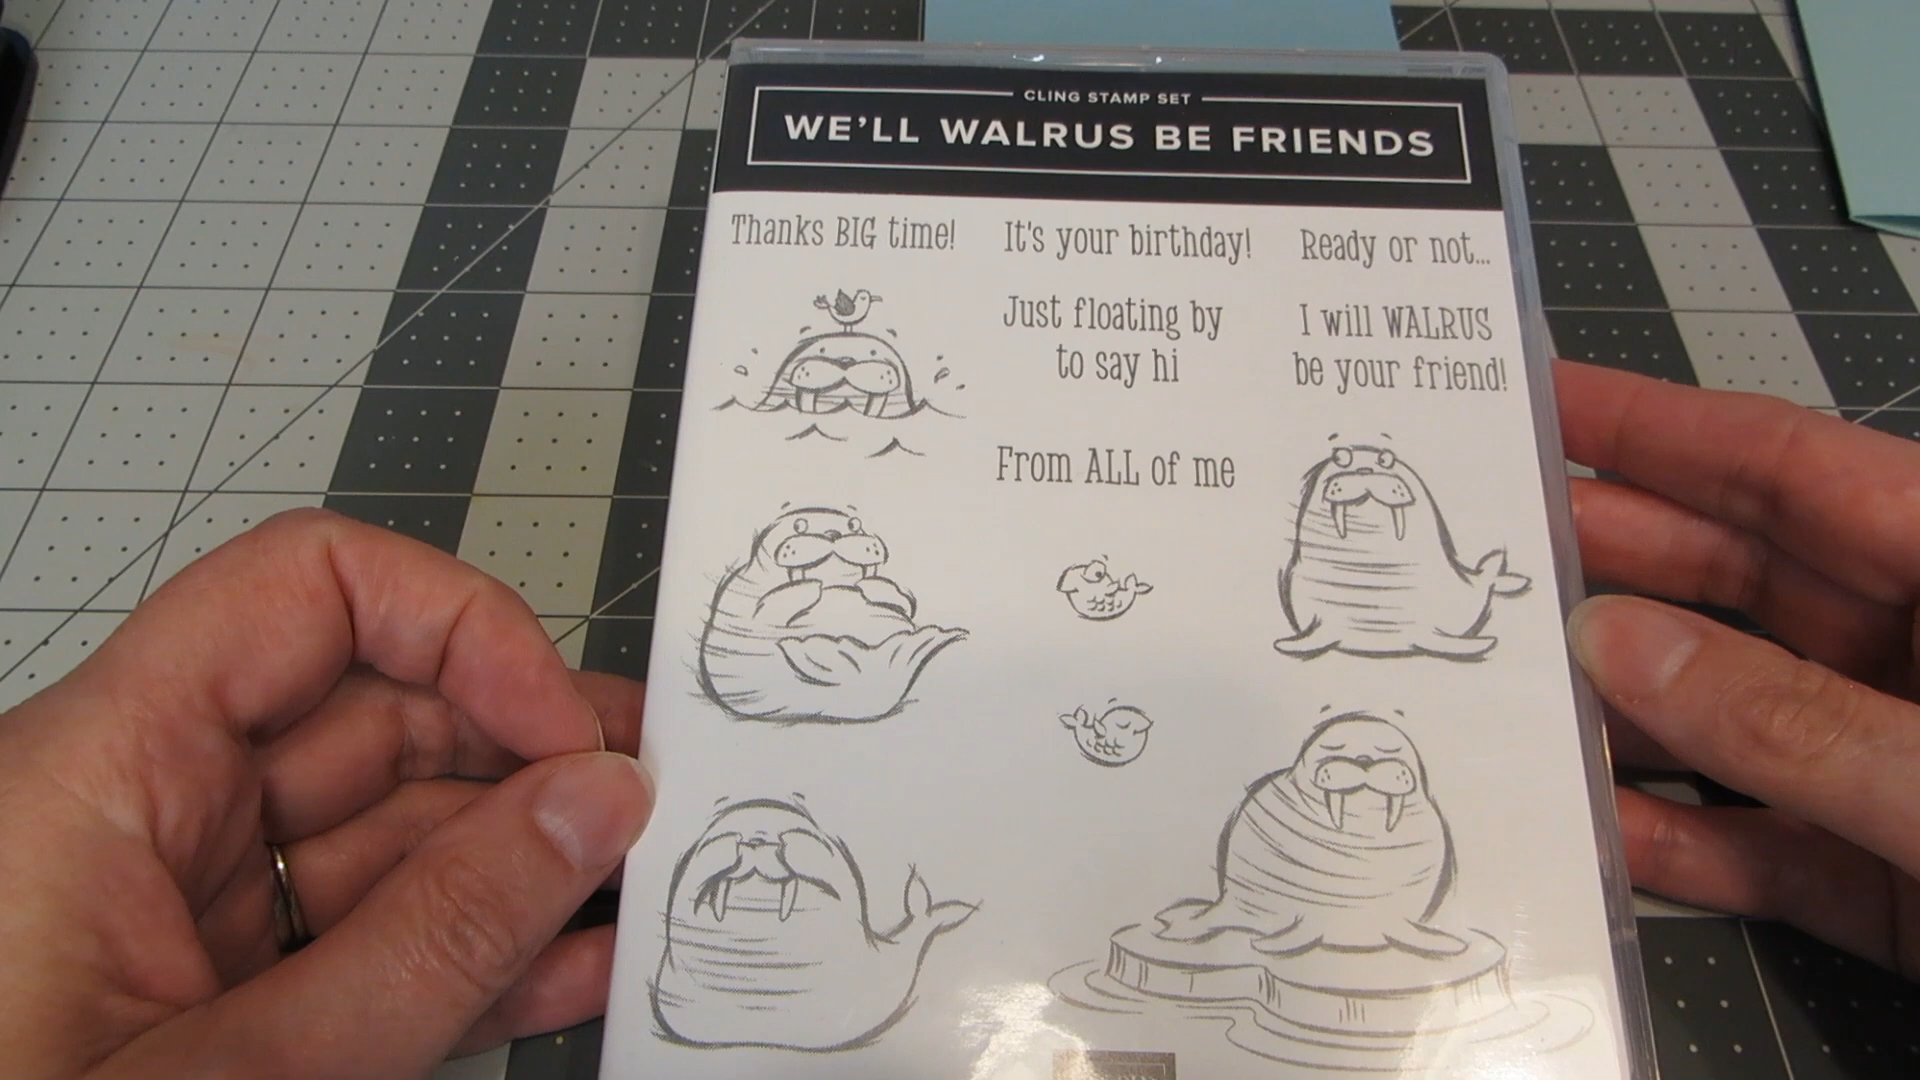 CLING STAMP SET
WE'LL WALRUS BE FRIENDS
Thanks BIG time!
It's your birthday!
Ready or not...
Just floating by
to say hi
I will WALRUS
be your friend!
From ALL of me